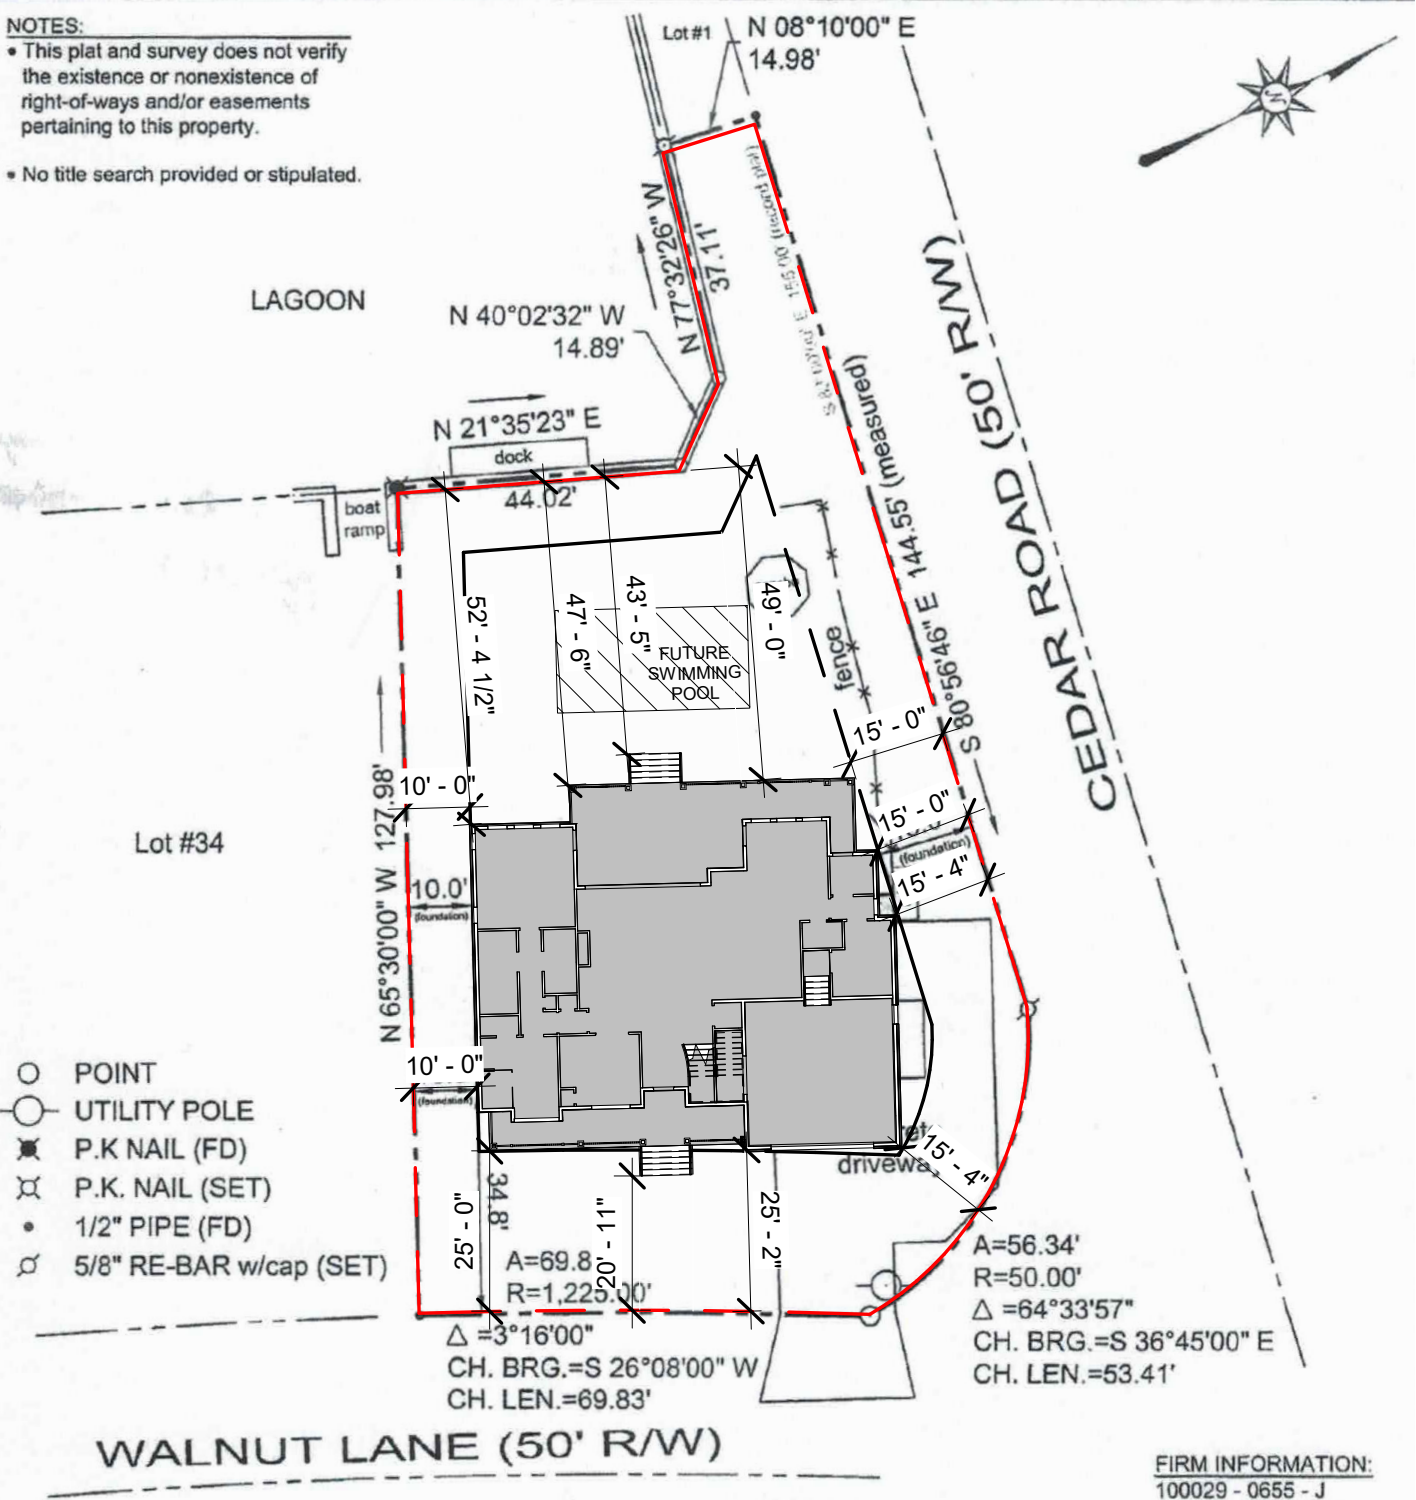 NOTES:
• This plat and survey does not verify
the existence or nonexistence of
right-of-ways and/or easements
pertaining to this property.
• No title search provided or stipulated.
Lot #1
N 08°10'00" E
14.98'
N
LAGOON
N 40°02'32" W
14.89'
N 77°32'26" W
37.11'
155.00' (record plat)
S 80°56'46" E 144.55' (measured)
CEDAR ROAD (50' R/W)
N 21°35'23" E
dock
44.02'
boat
ramp
fence
52' - 4 1/2"
47' - 6"
43' - 5"
49' - 0"
FUTURE
SWIMMING
POOL
15' - 0"
15' - 0"
(foundation)
15' - 4"
10' - 0"
N 65°30'00" W 127.98'
Lot #34
10.0'
(foundation)
10' - 0"
(foundation)
POINT
UTILITY POLE
P.K NAIL (FD)
P.K. NAIL (SET)
1/2" PIPE (FD)
5/8" RE-BAR w/cap (SET)
15' - 4"
25' - 0"
34.8'
20' - 11"
25' - 2"
A=69.8
R=1,225.00'
Δ =3°16'00"
CH. BRG.=S 26°08'00" W
CH. LEN.=69.83'
A=56.34'
R=50.00'
Δ =64°33'57"
CH. BRG.=S 36°45'00" E
CH. LEN.=53.41'
WALNUT LANE (50' R/W)
FIRM INFORMATION:
100029 - 0655 - J